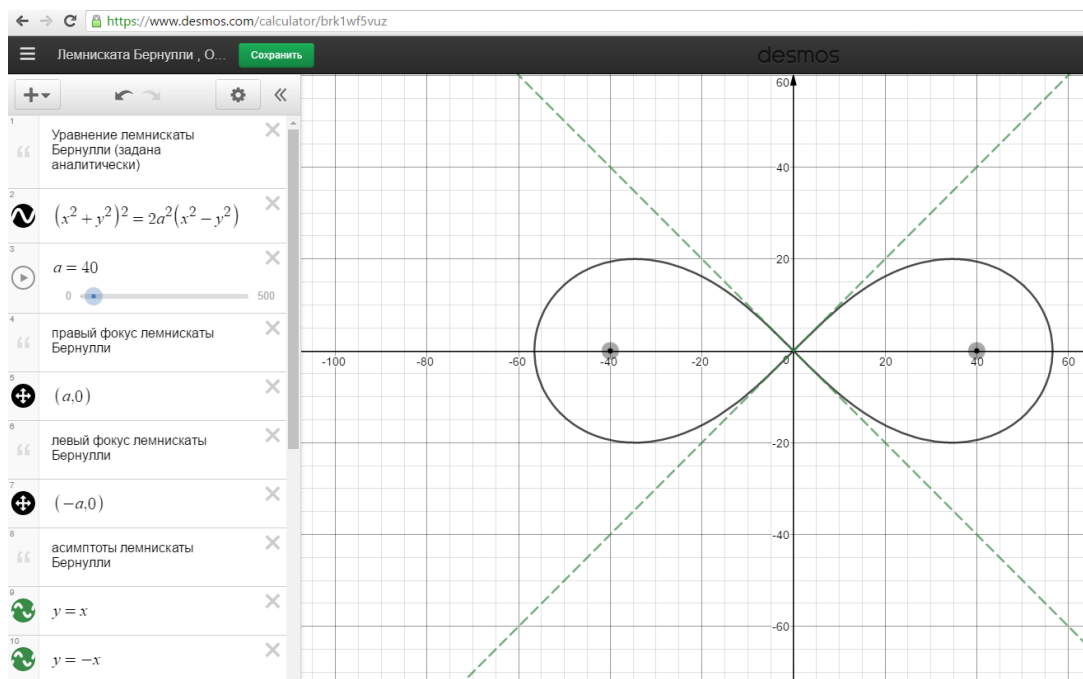 https://www.desmos.com/calculator/brk1wf5vuz
Лемниската Бернулли , О...
Сохранить
desmos
1
Уравнение лемнискаты
Бернулли (задана
аналитически)
2
(x² + y²)² = 2a²(x² − y²)
3
a = 40
0
500
4
правый фокус лемнискаты
Бернулли
5
(a,0)
6
левый фокус лемнискаты
Бернулли
7
(−a,0)
8
асимптоты лемнискаты
Бернулли
9
y = x
10
y = −x
60
40
20
-100
-80
-60
-40
-20
0
20
40
60
-20
-40
-60